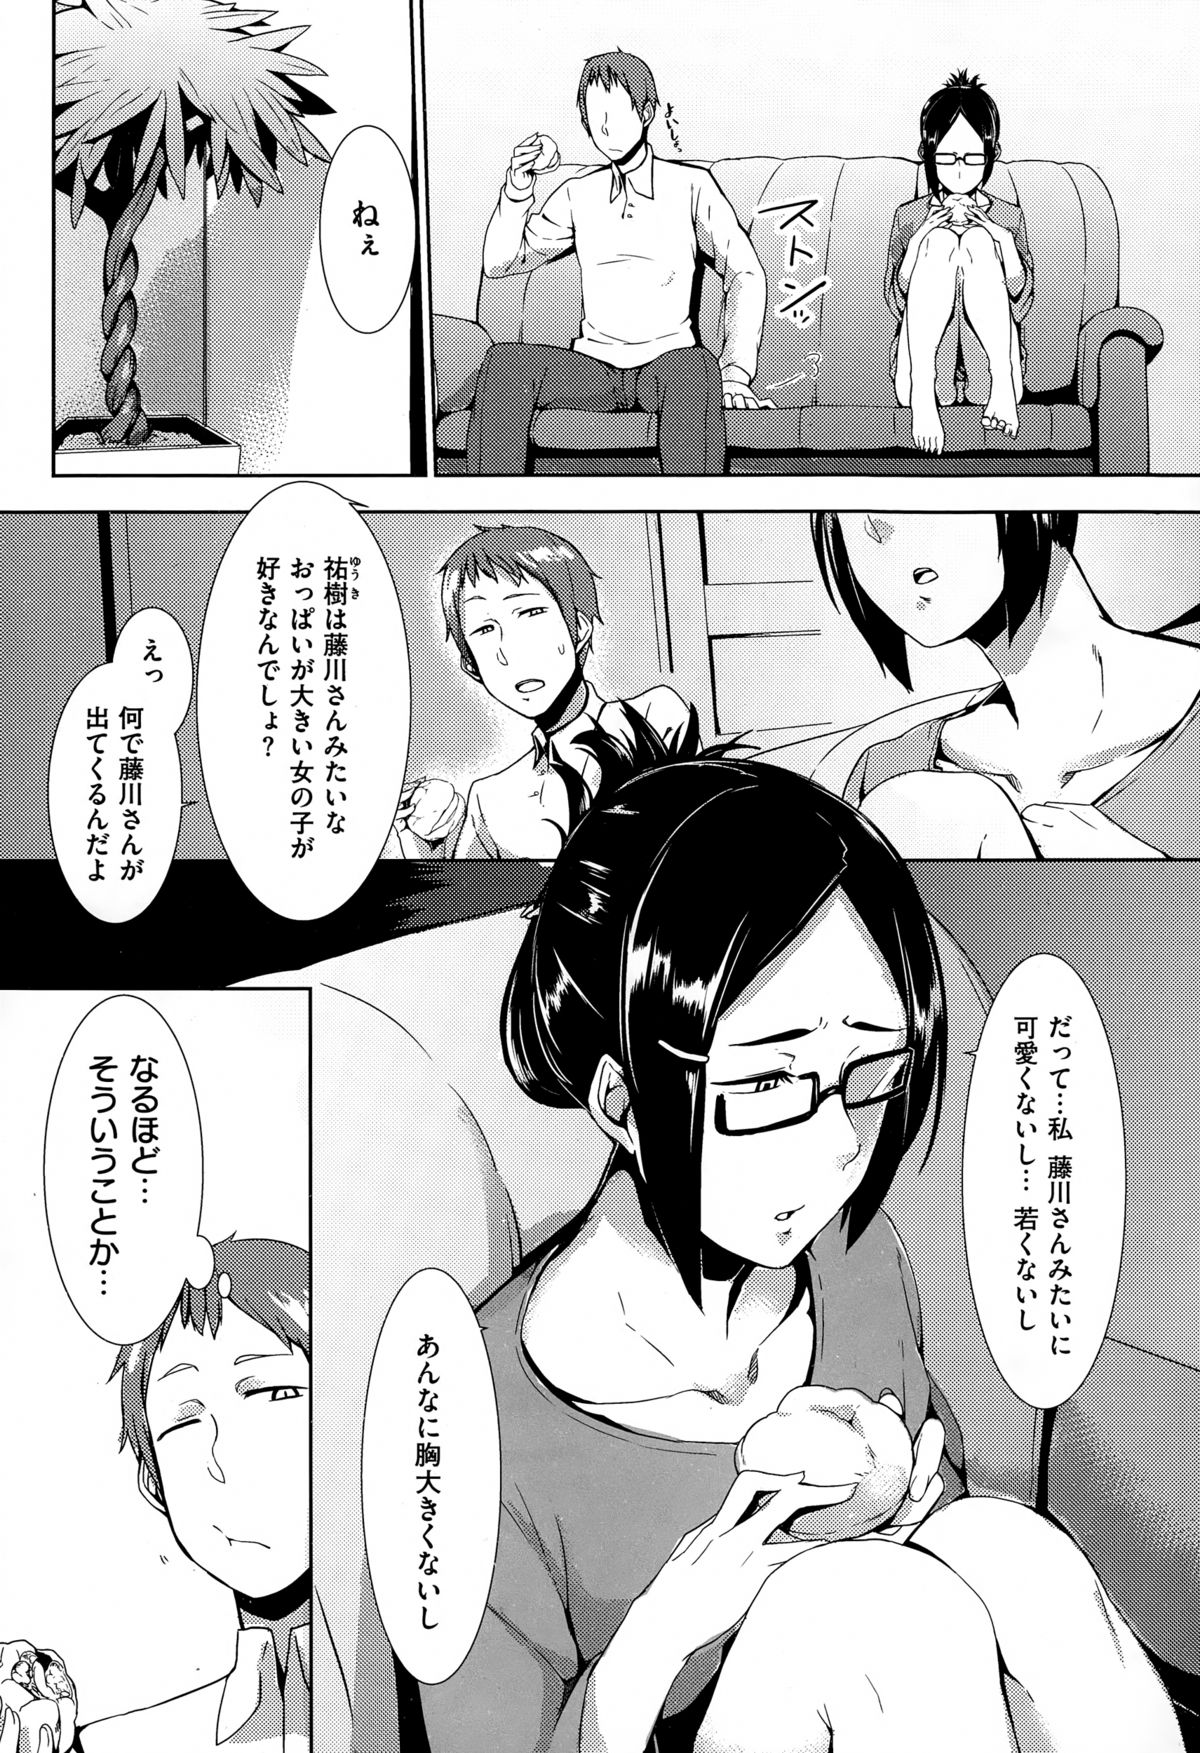 よいしょっ
ストンッ
ねぇ
祐樹は藤川さんみたいな
ゆうき
おっぱいが大きい女の子が
好きなんでしょ？
えっ
何で藤川さんが
出てくるんだよ
だって…私 藤川さんみたいに
可愛くないし… 若くないし
あんなに胸大きくないし
なるほど…
そういうことか…